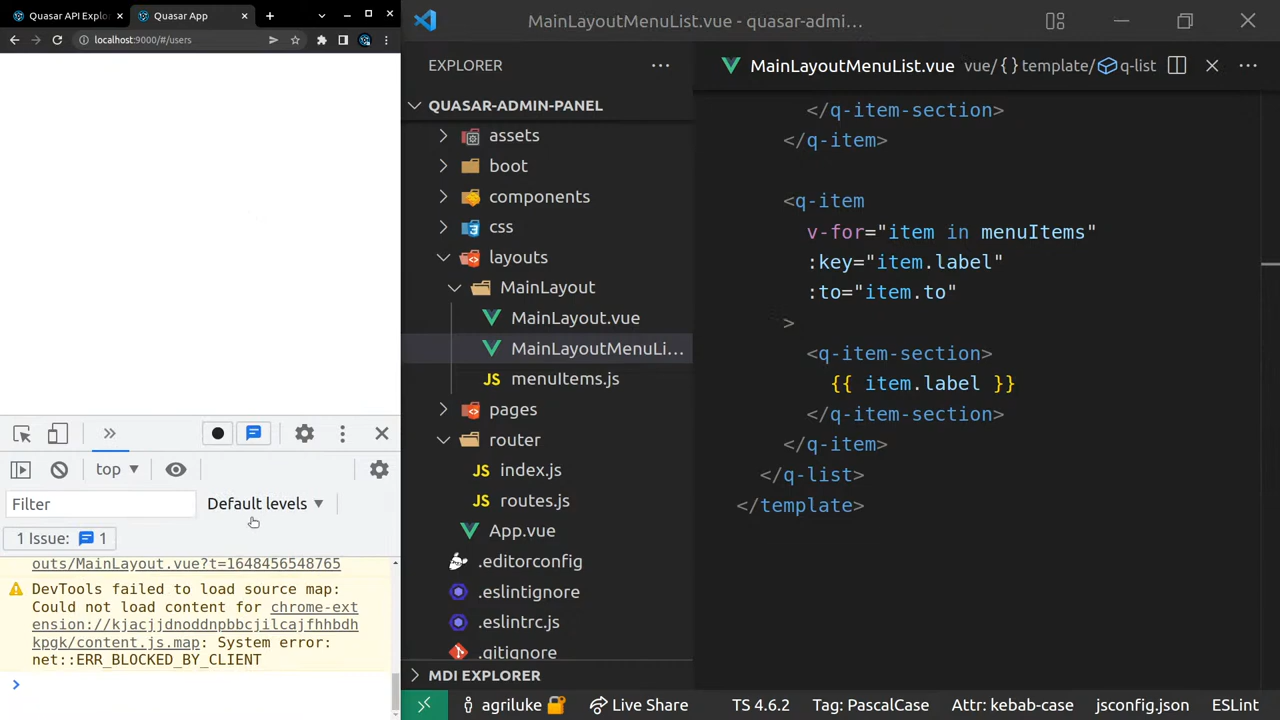 Quasar API Explo
Quasar App
localhost:9000/#/users
MainLayoutMenuList.vue - quasar-admi…
EXPLORER
MainLayoutMenuList.vue
vue/ {} template/ q-list
QUASAR-ADMIN-PANEL
assets
boot
components
css
layouts
MainLayout
MainLayout.vue
MainLayoutMenuLi…
JS menuItems.js
pages
router
JS index.js
JS routes.js
App.vue
.editorconfig
.eslintignore
.eslintrc.js
.gitignore
MDI EXPLORER
</q-item-section>
</q-item>
<q-item
v-for="item in menuItems"
:key="item.label"
:to="item.to"
>
<q-item-section>
{{ item.label }}
</q-item-section>
</q-item>
</q-list>
</template>
top
Filter
Default levels
1 Issue: 1
outs/MainLayout.vue?t=1648456548765
DevTools failed to load source map:
Could not load content for chrome-ext
ension://kjacjjdnoddnpbbcjilcajfhhbdh
kpgk/content.js.map: System error:
net::ERR_BLOCKED_BY_CLIENT
agriluke
Live Share
TS 4.6.2
Tag: PascalCase
Attr: kebab-case
jsconfig.json
ESLint